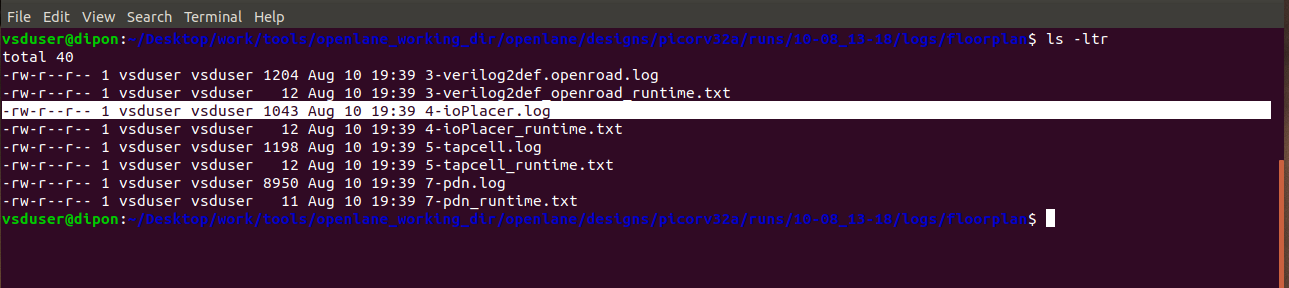 File Edit View Search Terminal Help
vsduser@dipon:~/Desktop/work/tools/openlane_working_dir/openlane/designs/picorv32a/runs/10-08_13-18/logs/floorplan$ ls -ltr
total 40
-rw-r--r-- 1 vsduser vsduser 1204 Aug 10 19:39 3-verilog2def.openroad.log
-rw-r--r-- 1 vsduser vsduser   12 Aug 10 19:39 3-verilog2def_openroad_runtime.txt
-rw-r--r-- 1 vsduser vsduser 1043 Aug 10 19:39 4-ioPlacer.log
-rw-r--r-- 1 vsduser vsduser   12 Aug 10 19:39 4-ioPlacer_runtime.txt
-rw-r--r-- 1 vsduser vsduser 1198 Aug 10 19:39 5-tapcell.log
-rw-r--r-- 1 vsduser vsduser   12 Aug 10 19:39 5-tapcell_runtime.txt
-rw-r--r-- 1 vsduser vsduser 8950 Aug 10 19:39 7-pdn.log
-rw-r--r-- 1 vsduser vsduser   11 Aug 10 19:39 7-pdn_runtime.txt
vsduser@dipon:~/Desktop/work/tools/openlane_working_dir/openlane/designs/picorv32a/runs/10-08_13-18/logs/floorplan$